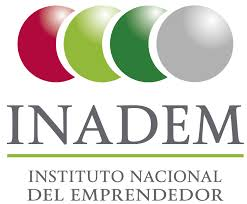 INADEM
INSTITUTO NACIONAL
DEL EMPRENDEDOR